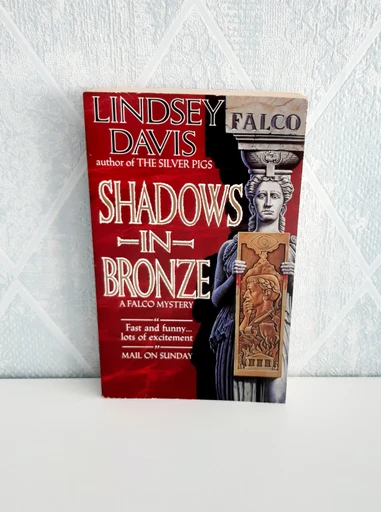 LINDSEY
DAVIS
author of THE SILVER PIGS
FALCO
SHADOWS
IN
BRONZE
A FALCO MYSTERY
“
Fast and funny...
lots of excitement
”
MAIL ON SUNDAY